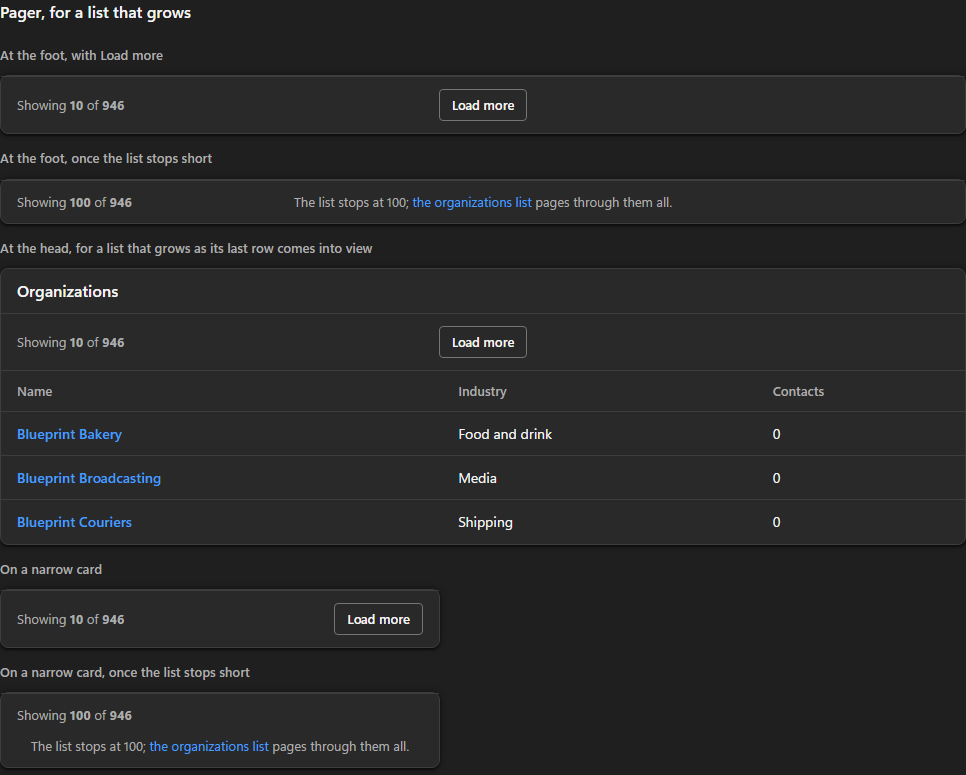 Pager, for a list that grows
At the foot, with Load more
Showing 10 of 946 Load more
At the foot, once the list stops short
Showing 100 of 946 The list stops at 100; the organizations list pages through them all.
At the head, for a list that grows as its last row comes into view
Organizations
Showing 10 of 946 Load more
Name Industry Contacts
Blueprint Bakery Food and drink 0
Blueprint Broadcasting Media 0
Blueprint Couriers Shipping 0
On a narrow card
Showing 10 of 946 Load more
On a narrow card, once the list stops short
Showing 100 of 946
The list stops at 100; the organizations list pages through them all.